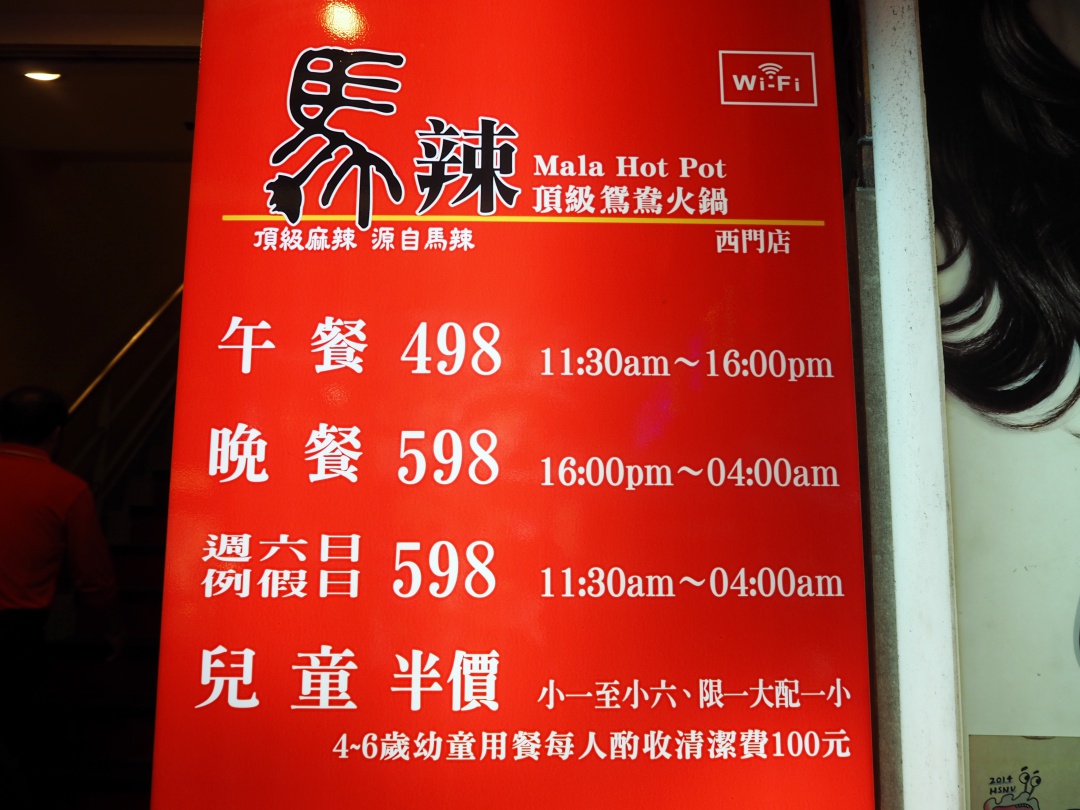 Wi-Fi
馬辣 Mala Hot Pot
頂級鴛鴦火鍋
頂級麻辣 源自馬辣 西門店
午餐 498 11:30am～16:00pm
晚餐 598 16:00pm～04:00am
週六日
例假日 598 11:30am～04:00am
兒童 半價 小一至小六、限一大配一小
4~6歲幼童用餐每人酌收清潔費100元
2014
HSNU